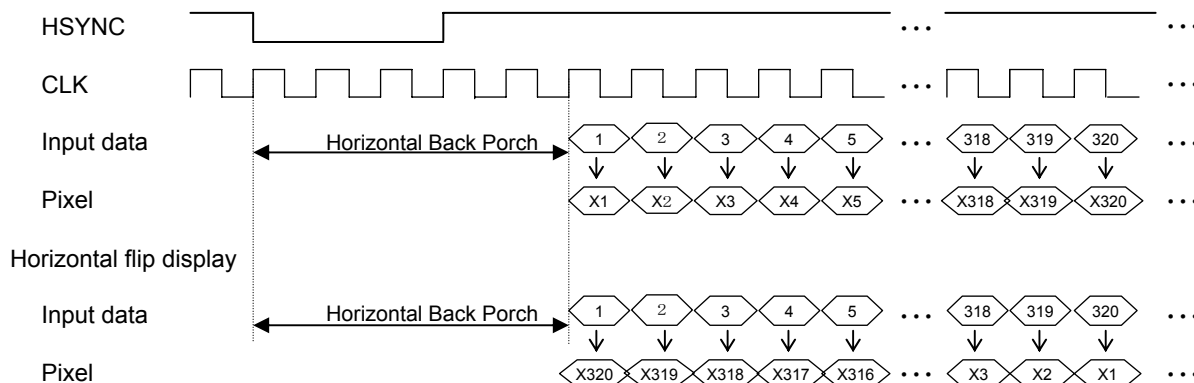 HSYNC ... ...
CLK ... ...
Input data Horizontal Back Porch 1 2 3 4 5 ... 318 319 320 ...
Pixel X1 X2 X3 X4 X5 ... X318 X319 X320 ...
Horizontal flip display
Input data Horizontal Back Porch 1 2 3 4 5 ... 318 319 320 ...
Pixel X320 X319 X318 X317 X316 ... X3 X2 X1 ...